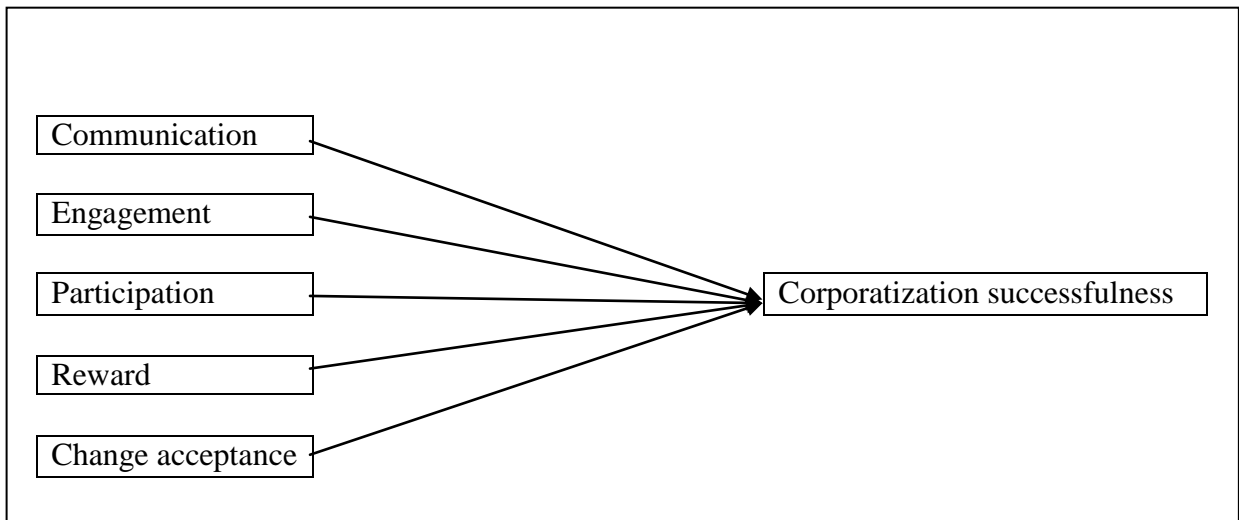 Communication
Engagement
Participation
Corporatization successfulness
Reward
Change acceptance